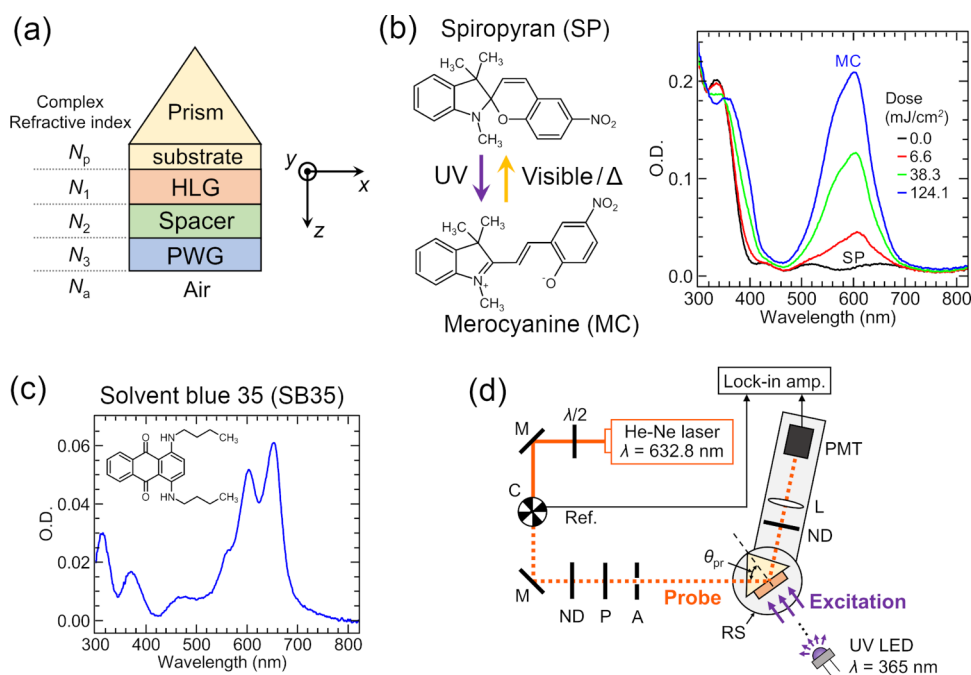 (a)
Complex
Refractive index
Prism
Np
substrate
N1
HLG
N2
Spacer
N3
PWG
Na
Air
y
x
z
(b)
Spiropyran (SP)
H3C
CH3
N
CH3
O
NO2
UV
Visible/Δ
NO2
H3C
CH3
N+
CH3
O-
Merocyanine (MC)
MC
Dose
(mJ/cm2)
0.0
6.6
38.3
124.1
SP
O.D.
0.2
0.1
0.0
300 400 500 600 700 800
Wavelength (nm)
(c)
Solvent blue 35 (SB35)
O
HN
CH3
O
HN
CH3
O.D.
0.06
0.04
0.02
0.00
300 400 500 600 700 800
Wavelength (nm)
(d)
Lock-in amp.
M
λ/2
He-Ne laser
λ = 632.8 nm
PMT
C
Ref.
L
ND
θpr
M
ND
P
A
Probe
RS
Excitation
UV LED
λ = 365 nm